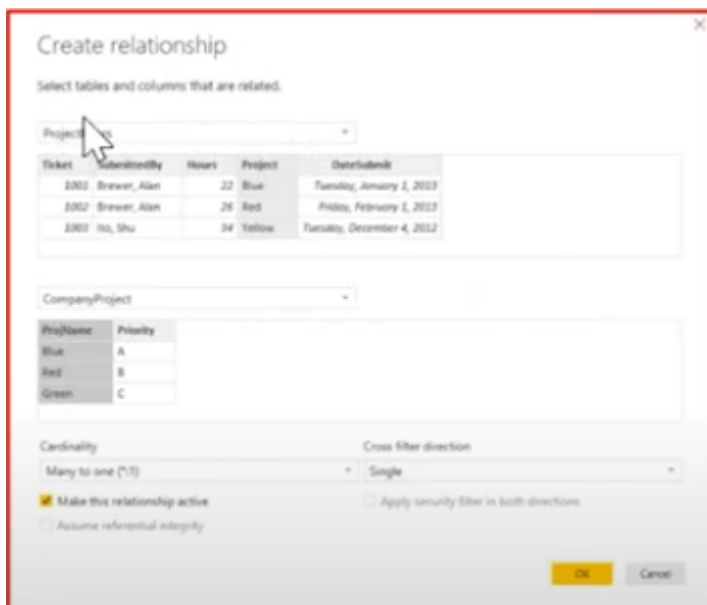 Create relationship
Select tables and columns that are related.
Ticket SubmittedBy Hours Project DateSubmit
1001 Brewer, Alan 22 Blue Tuesday, January 1, 2013
1002 Brewer, Alan 26 Red Friday, February 1, 2013
1003 Ito, Shu 34 Yellow Tuesday, December 4, 2012
CompanyProject
ProjName Priority
Blue A
Red B
Green C
Cardinality Cross filter direction
Many to one (*:1) Single
Make this relationship active Apply security filter in both directions
Assume referential integrity
OK Cancel